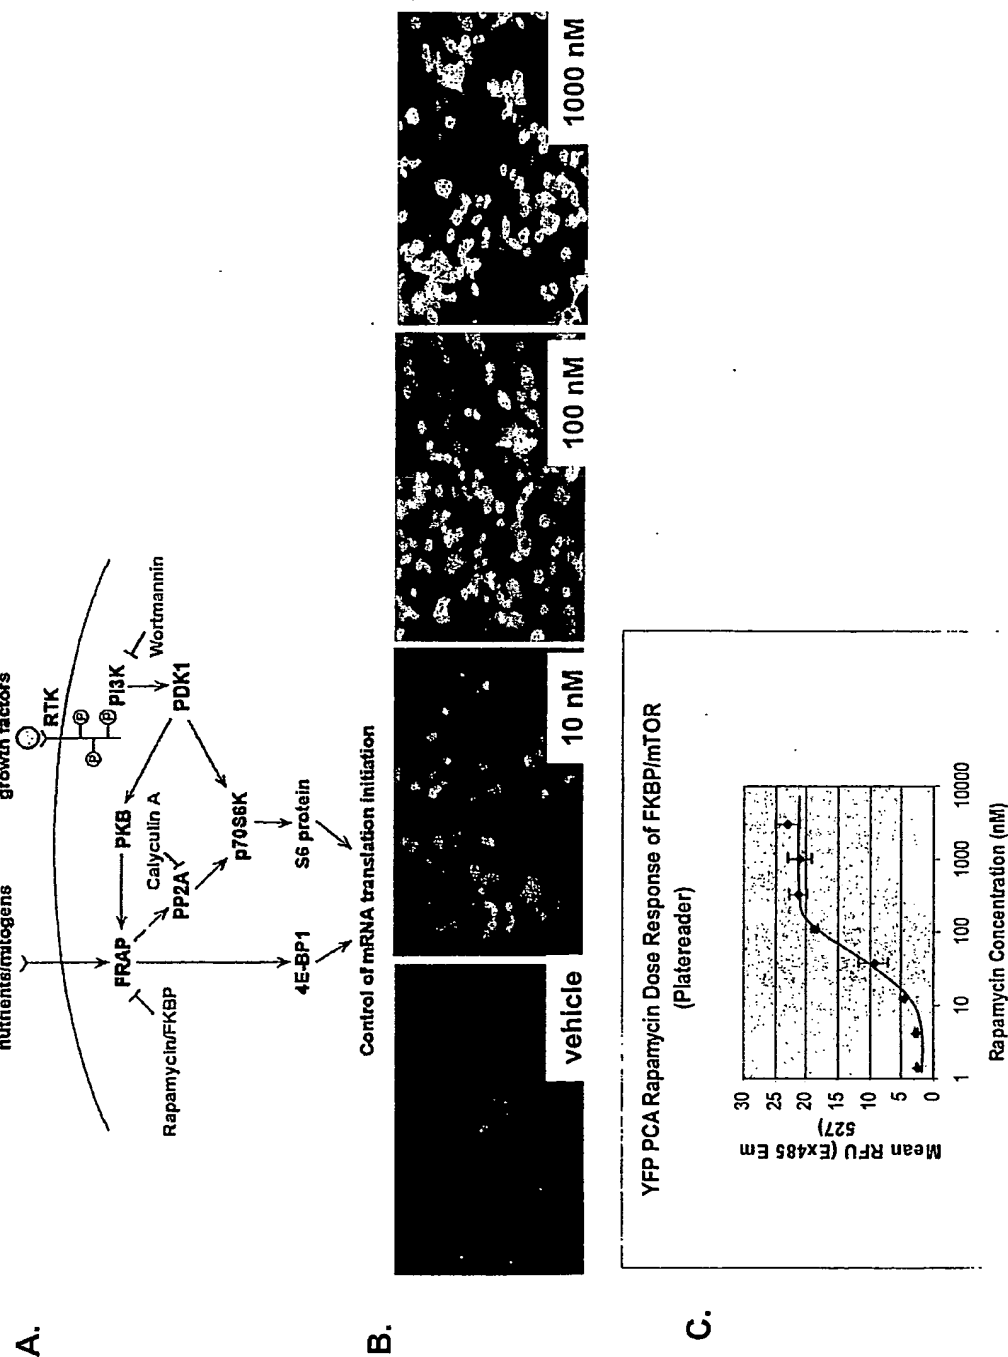 A.
nutrients/mitogens
growth factors
RTK
P
P
P
PI3K
Wortmannin
PDK1
PKB
Calyculin A
FRAP
PP2A
p70S6K
Rapamycin/FKBP
4E-BP1
S6 protein
Control of mRNA translation initiation
B.
vehicle
10 nM
100 nM
1000 nM
C.
YFP PCA Rapamycin Dose Response of FKBP/mTOR
(Platereader)
Mean RFU (Ex485 Em
527)
30
25
20
15
10
5
0
1
10
100
1000
10000
Rapamycin Concentration (nM)